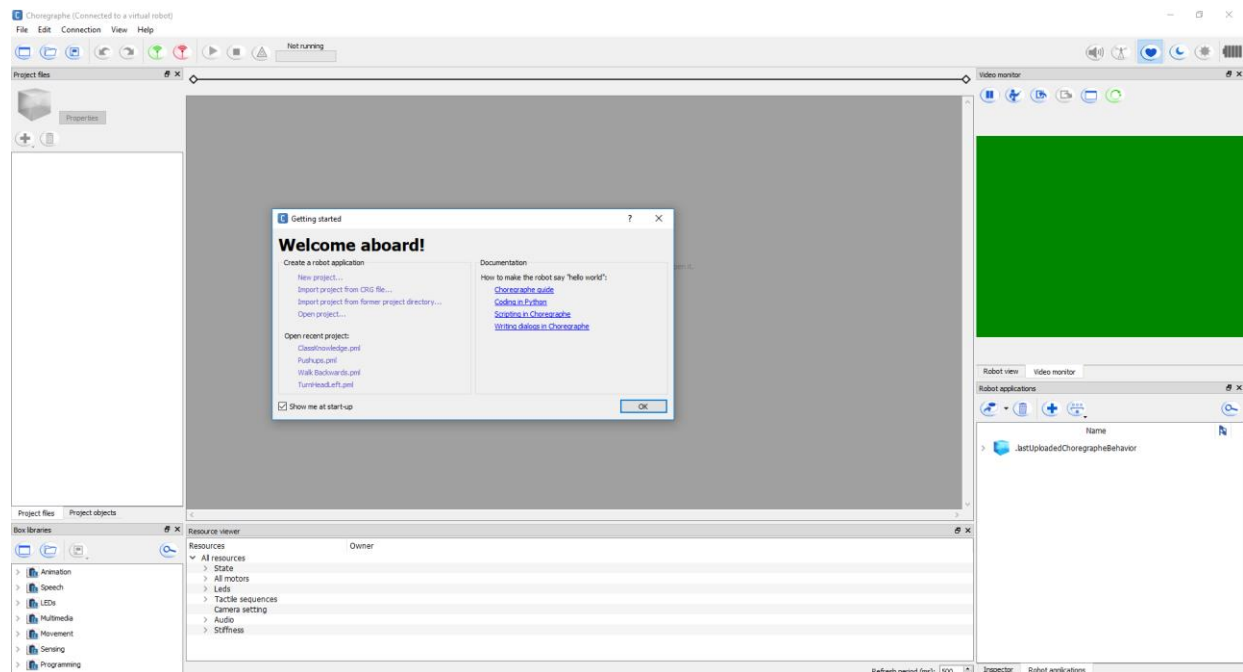 Choregraphe (Connected to a virtual robot)
File Edit Connection View Help
Not running
Project files
Properties
Project files Project objects
Box libraries
Animation
Speech
LEDs
Multimedia
Movement
Sensing
Programming
Getting started
Welcome aboard!
Create a robot application
New project...
Import project from CRG file...
Import project from former project directory...
Open project...
Open recent project:
ClassKnowledge.pml
Pushups.pml
Walk Backwards.pml
TurnHeadLeft.pml
Show me at start-up
Documentation
How to make the robot say "hello world":
Choregraphe guide
Coding in Python
Scripting in Choregraphe
Writing dialogs in Choregraphe
OK
Resource viewer
Resources Owner
All resources
State
All motors
Leds
Tactile sequences
Camera setting
Audio
Stiffness
Refresh period (ms): 500
Video monitor
Robot view Video monitor
Robot applications
Name
.lastUploadedChoregrapheBehavior
Inspector Robot applications